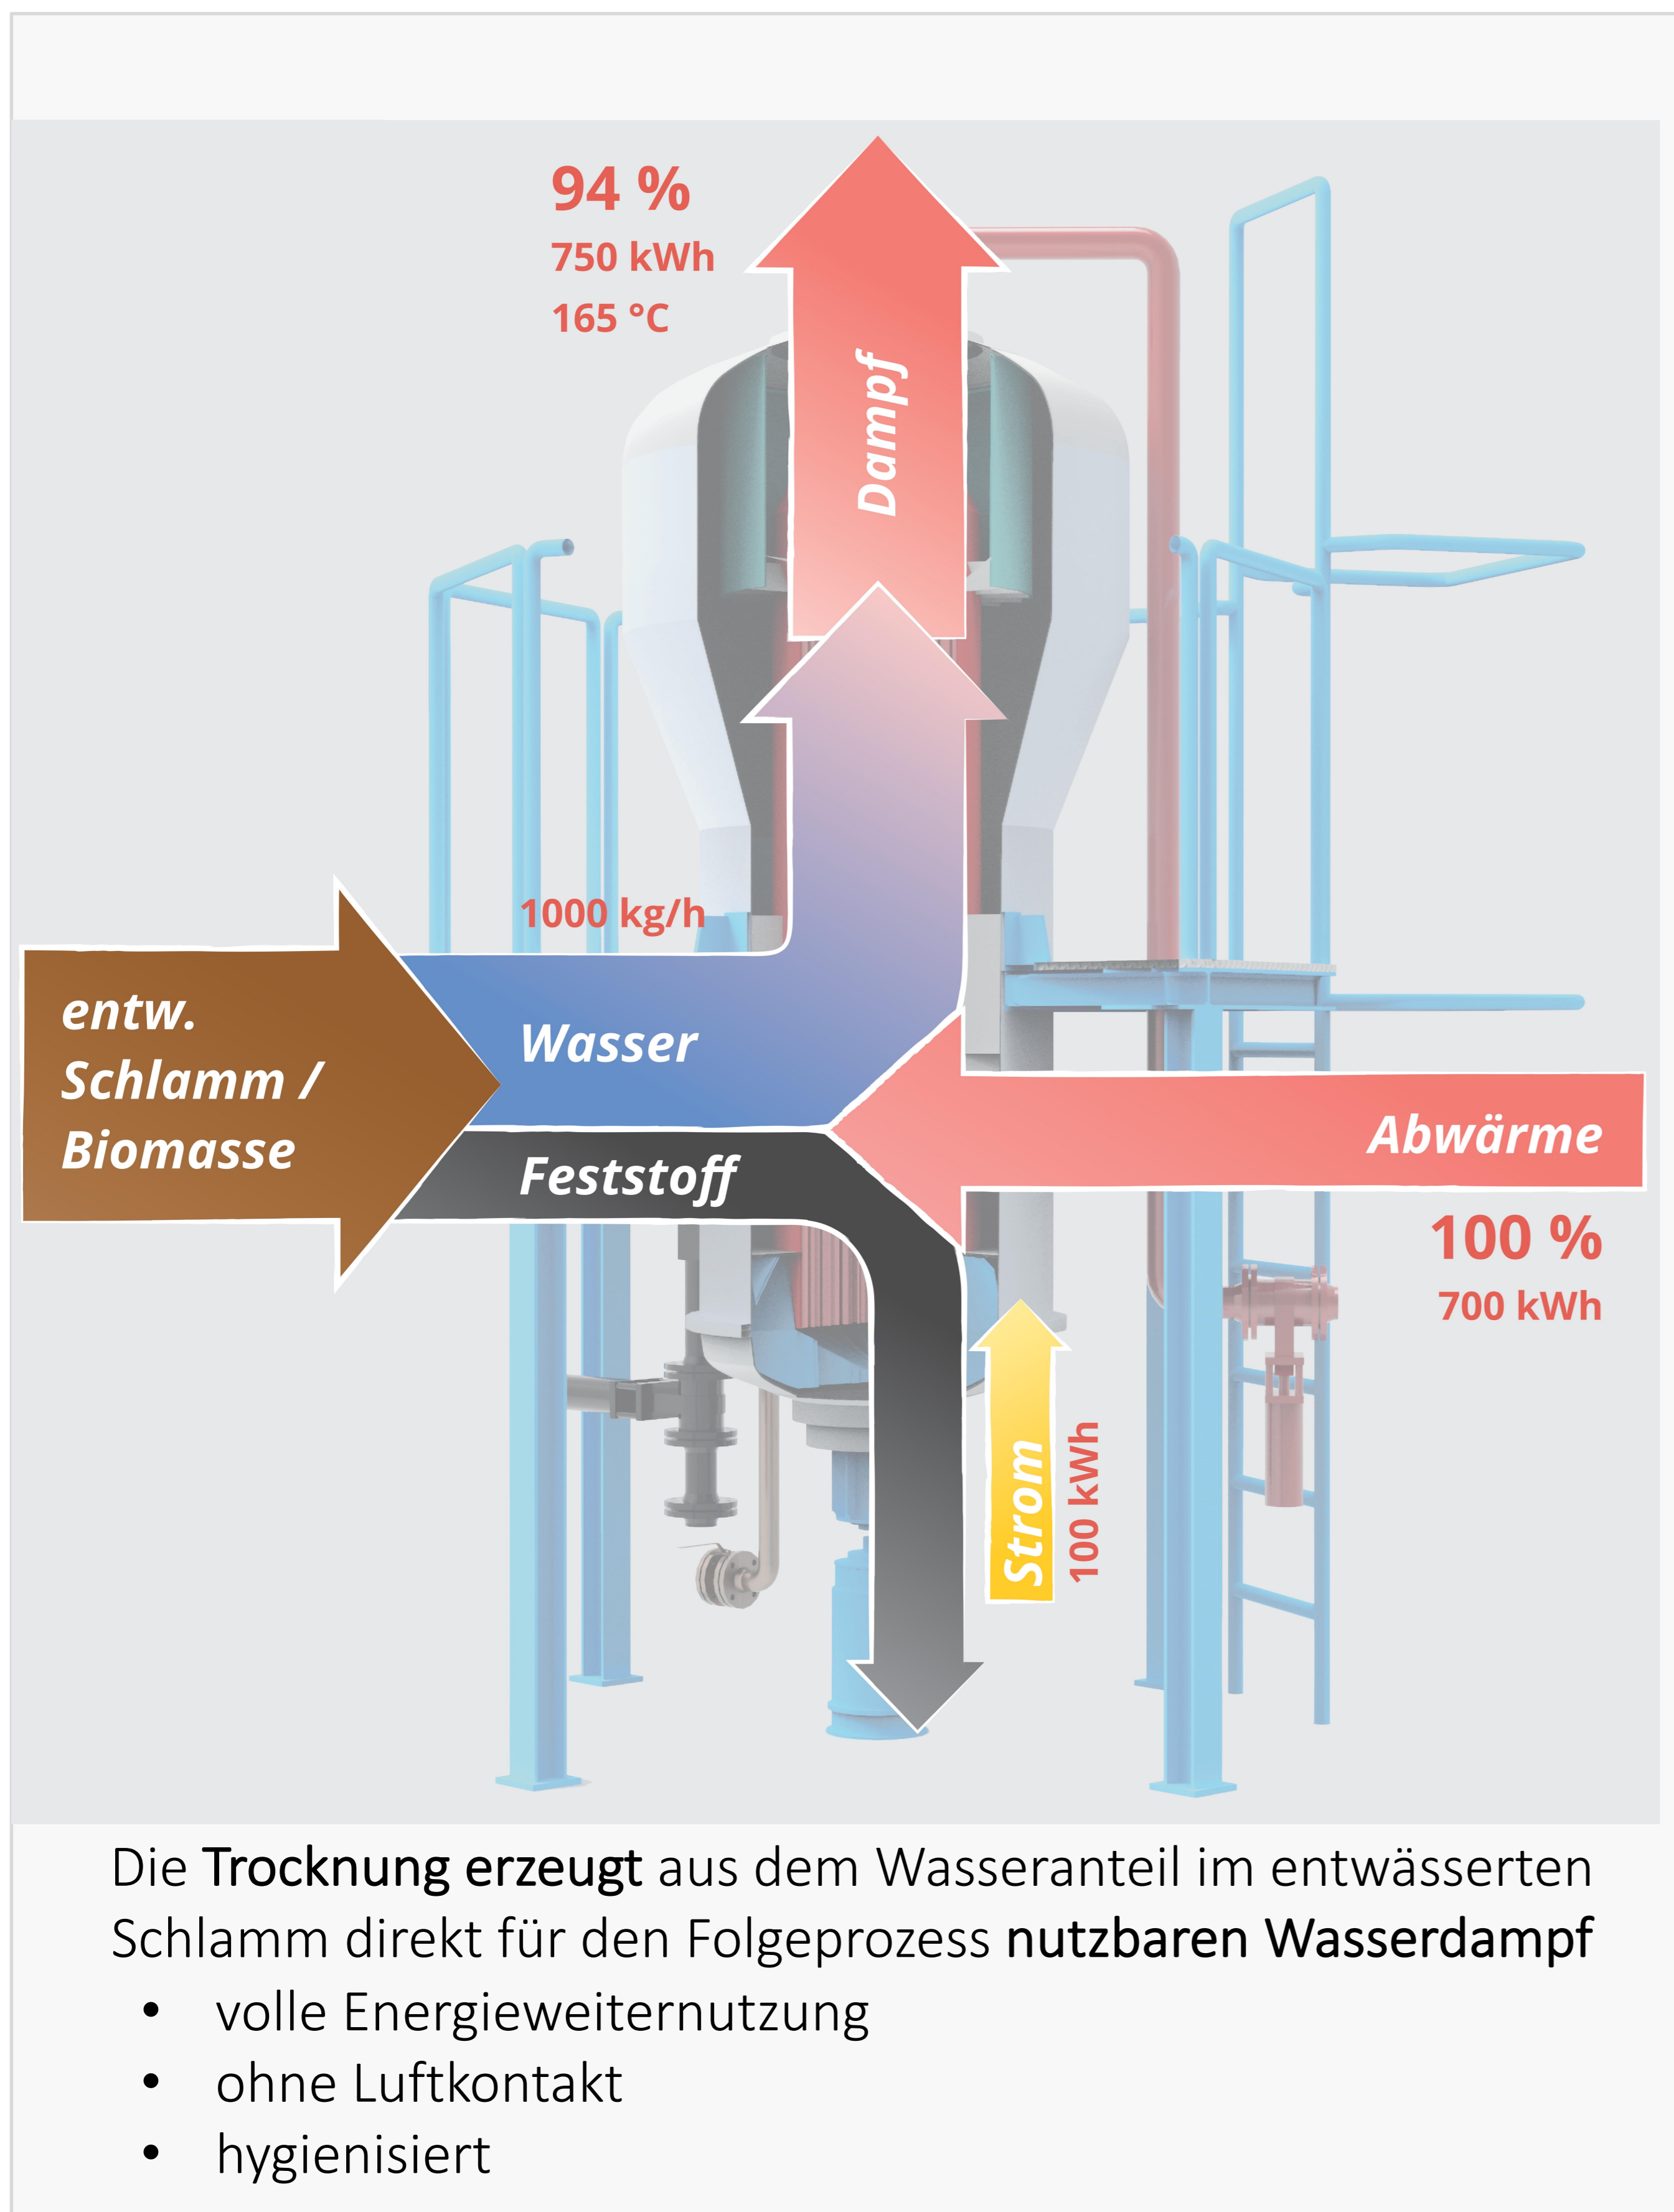 94 %
750 kWh
165 °C
Dampf
1000 kg/h
entw.
Schlamm /
Biomasse
Wasser
Feststoff
Abwärme
100 %
700 kWh
Strom
100 kWh
Die Trocknung erzeugt aus dem Wasseranteil im entwässerten
Schlamm direkt für den Folgeprozess nutzbaren Wasserdampf
• volle Energieweiternutzung
• ohne Luftkontakt
• hygienisiert